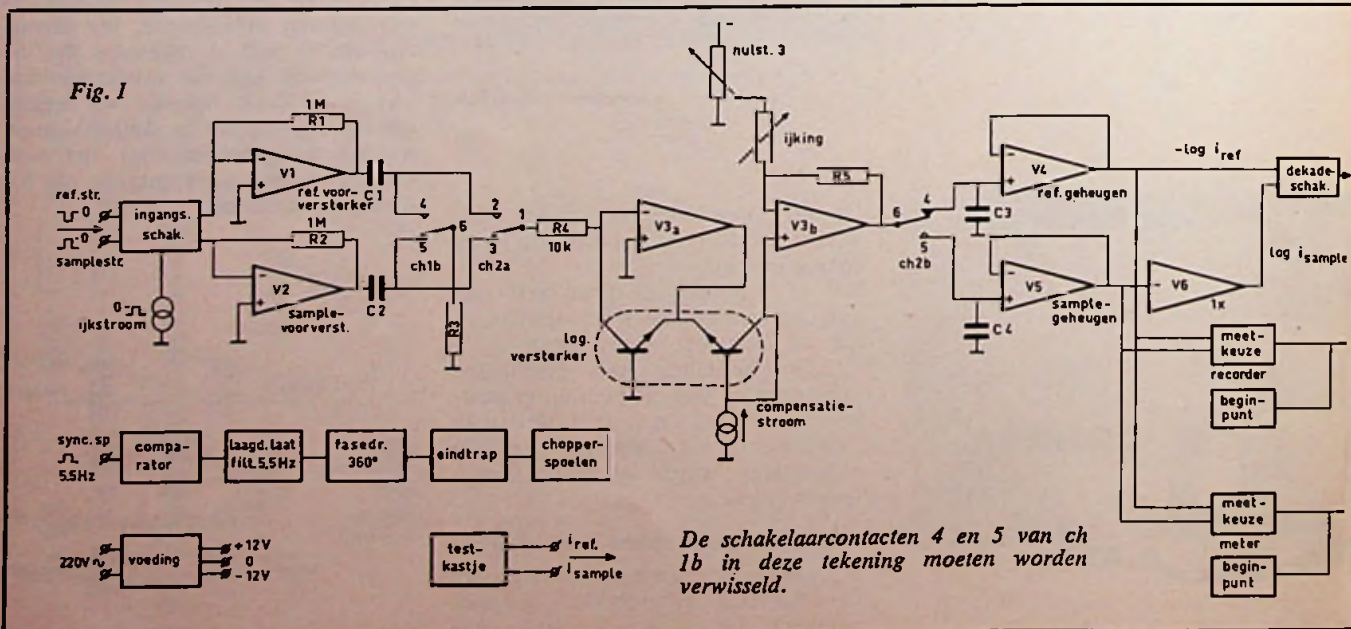 Fig. 1
nulst. 3
ijking
1M
R1
-
+
V1
ref. voor-
versterker
C1
ref.str.
0
ingangs.
schak.
0
samplestr.
1M
R2
-
+
V2
sample-
voorverst.
C2
0
ijkstroom
4
5
6
ch1b
2
3
1
ch2a
R3
R4
10k
-
+
V3a
R5
-
+
V3b
log.
versterker
compensatie-
stroom
6
4
5
ch2b
C3
C4
-
+
V4
ref. geheugen
-
+
V5
sample-
geheugen
-log i ref
dekade-
schak.
log i sample
-
V6
1x
meet-
keuze
recorder
begin-
punt
meet-
keuze
meter
begin-
punt
sync.sp
5.5Hz
compa-
rator
laagd.laat
filt.5.5Hz
fasedr.
360°
eindtrap
chopper-
spoelen
220V~
voeding
+12V
0
-12V
test-
kastje
i ref.
i sample
De schakelaarcontacten 4 en 5 van ch
1b in deze tekening moeten worden
verwisseld.